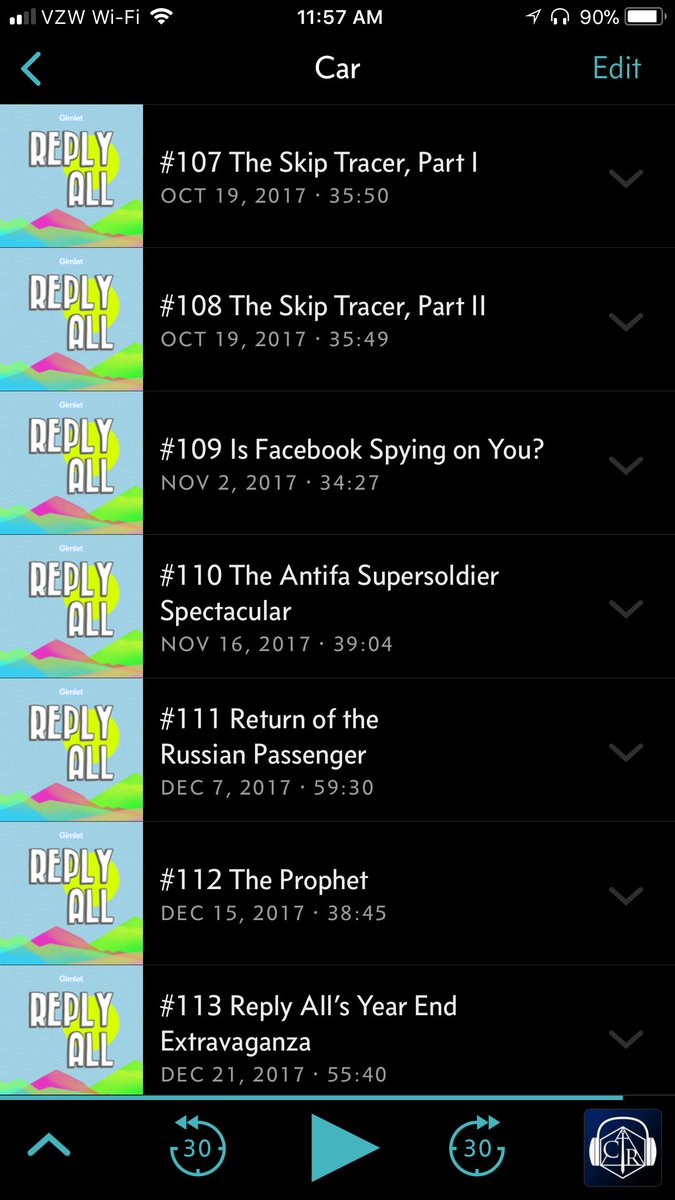 VZW Wi-Fi 11:57 AM 90%
Car Edit
Gimlet
REPLY
ALL
#107 The Skip Tracer, Part I
OCT 19, 2017 · 35:50
Gimlet
REPLY
ALL
#108 The Skip Tracer, Part II
OCT 19, 2017 · 35:49
Gimlet
REPLY
ALL
#109 Is Facebook Spying on You?
NOV 2, 2017 · 34:27
Gimlet
REPLY
ALL
#110 The Antifa Supersoldier
Spectacular
NOV 16, 2017 · 39:04
Gimlet
REPLY
ALL
#111 Return of the
Russian Passenger
DEC 7, 2017 · 59:30
Gimlet
REPLY
ALL
#112 The Prophet
DEC 15, 2017 · 38:45
Gimlet
REPLY
ALL
#113 Reply All’s Year End
Extravaganza
DEC 21, 2017 · 55:40
30 30 CR